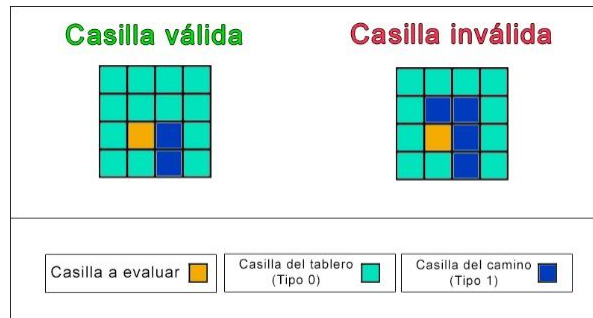 Casilla válida
Casilla inválida
Casilla a evaluar
Casilla del tablero
(Tipo 0)
Casilla del camino
(Tipo 1)